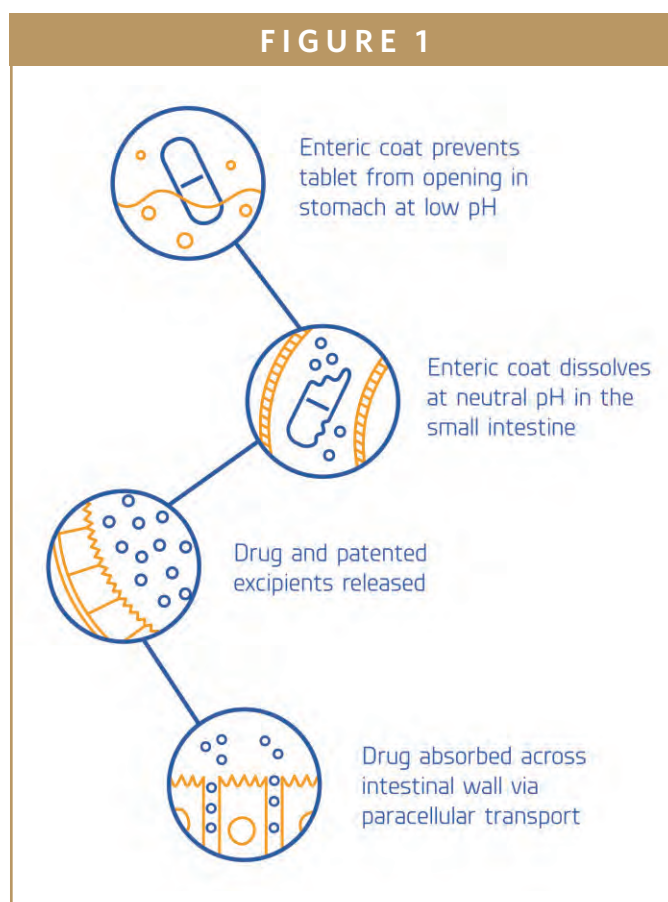 FIGURE 1
Enteric coat prevents
tablet from opening in
stomach at low pH
Enteric coat dissolves
at neutral pH in the
small intestine
Drug and patented
excipients released
Drug absorbed across
intestinal wall via
paracellular transport